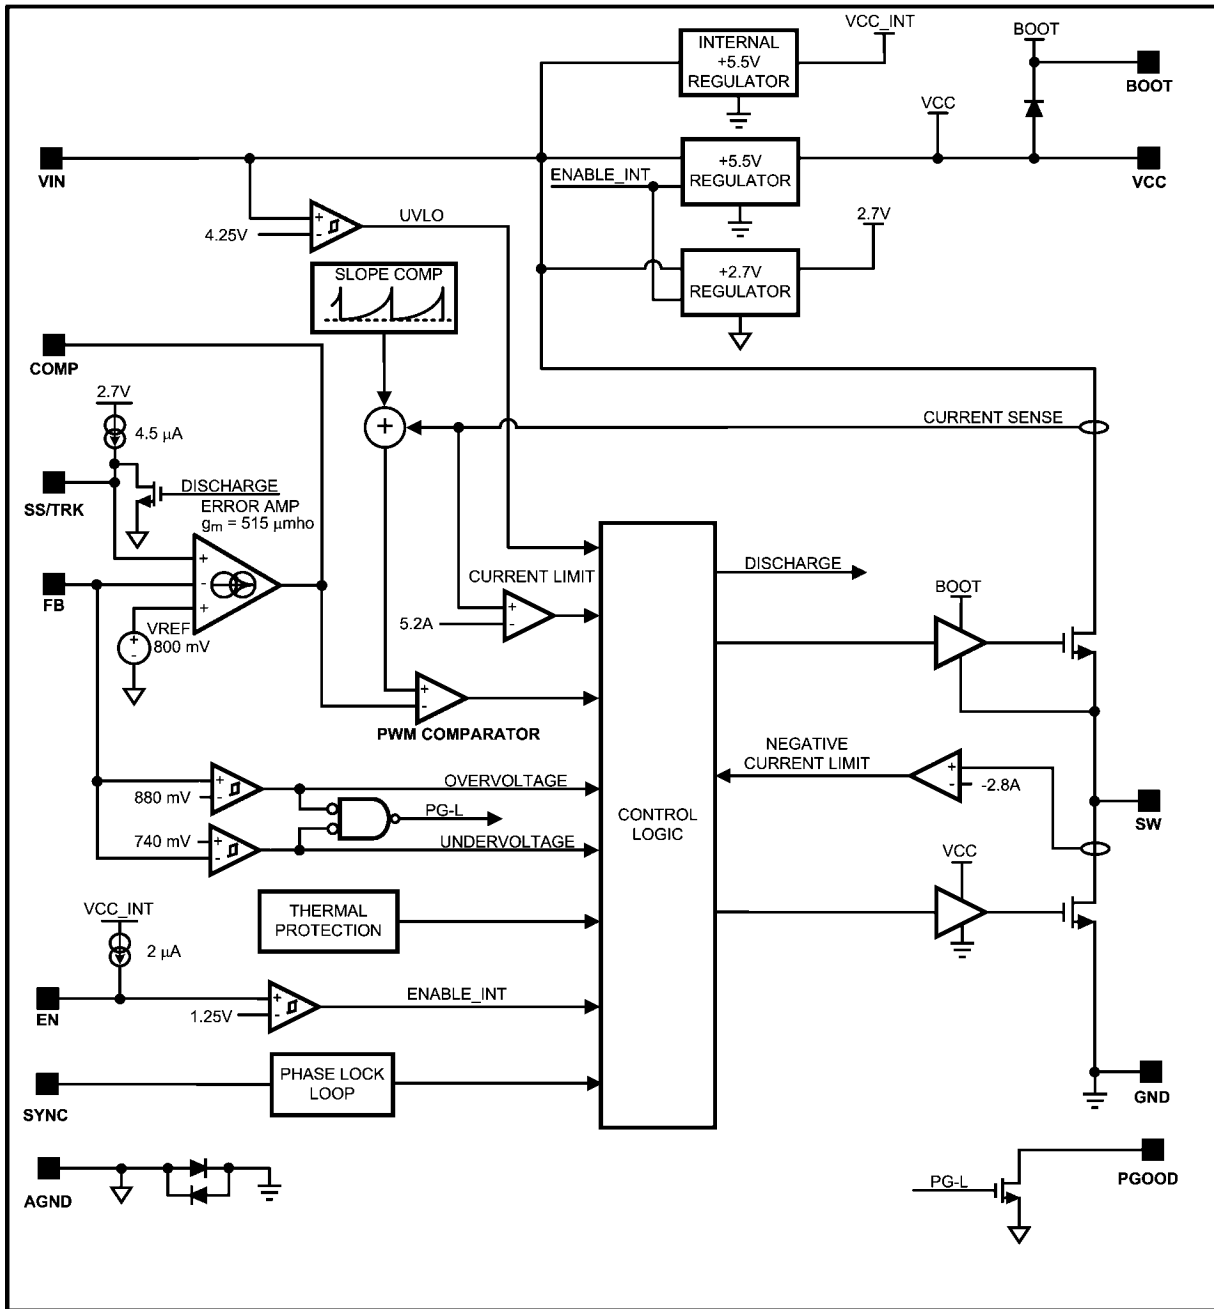 VCC_INT
BOOT
INTERNAL
+5.5V
REGULATOR
BOOT
VCC
VIN
ENABLE_INT
+5.5V
REGULATOR
VCC
+
-
4.25V
UVLO
2.7V
SLOPE COMP
+2.7V
REGULATOR
COMP
2.7V
4.5 µA
+
CURRENT SENSE
SS/TRK
DISCHARGE
ERROR AMP
gm = 515 µmho
FB
+
-
+
VREF
800 mV
+
-
CURRENT LIMIT
5.2A
+
-
DISCHARGE
BOOT
+
-
PWM COMPARATOR
CONTROL
LOGIC
NEGATIVE
CURRENT LIMIT
+
-
-2.8A
SW
880 mV
+
-
OVERVOLTAGE
PG-L
740 mV
+
-
UNDERVOLTAGE
VCC
THERMAL
PROTECTION
VCC_INT
2 µA
EN
1.25V
+
-
ENABLE_INT
SYNC
PHASE LOCK
LOOP
GND
AGND
PG-L
PGOOD